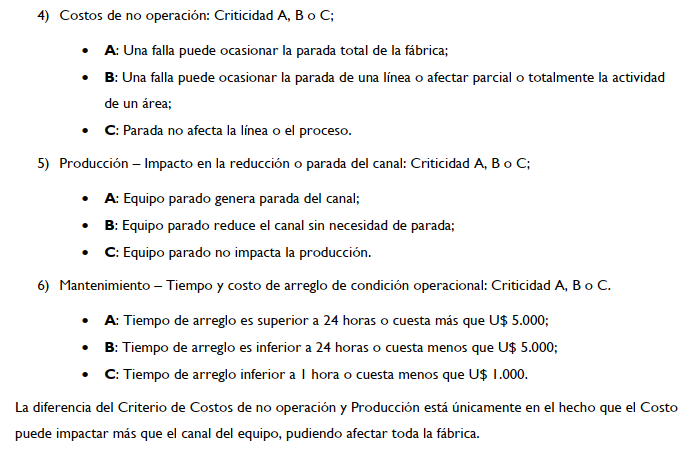 4) Costos de no operación: Criticidad A, B o C;
• A: Una falla puede ocasionar la parada total de la fábrica;
• B: Una falla puede ocasionar la parada de una línea o afectar parcial o totalmente la actividad
de un área;
• C: Parada no afecta la línea o el proceso.
5) Producción – Impacto en la reducción o parada del canal: Criticidad A, B o C;
• A: Equipo parado genera parada del canal;
• B: Equipo parado reduce el canal sin necesidad de parada;
• C: Equipo parado no impacta la producción.
6) Mantenimiento – Tiempo y costo de arreglo de condición operacional: Criticidad A, B o C.
• A: Tiempo de arreglo es superior a 24 horas o cuesta más que U$ 5.000;
• B: Tiempo de arreglo es inferior a 24 horas o cuesta menos que U$ 5.000;
• C: Tiempo de arreglo inferior a 1 hora o cuesta menos que U$ 1.000.
La diferencia del Criterio de Costos de no operación y Producción está únicamente en el hecho que el Costo
puede impactar más que el canal del equipo, pudiendo afectar toda la fábrica.